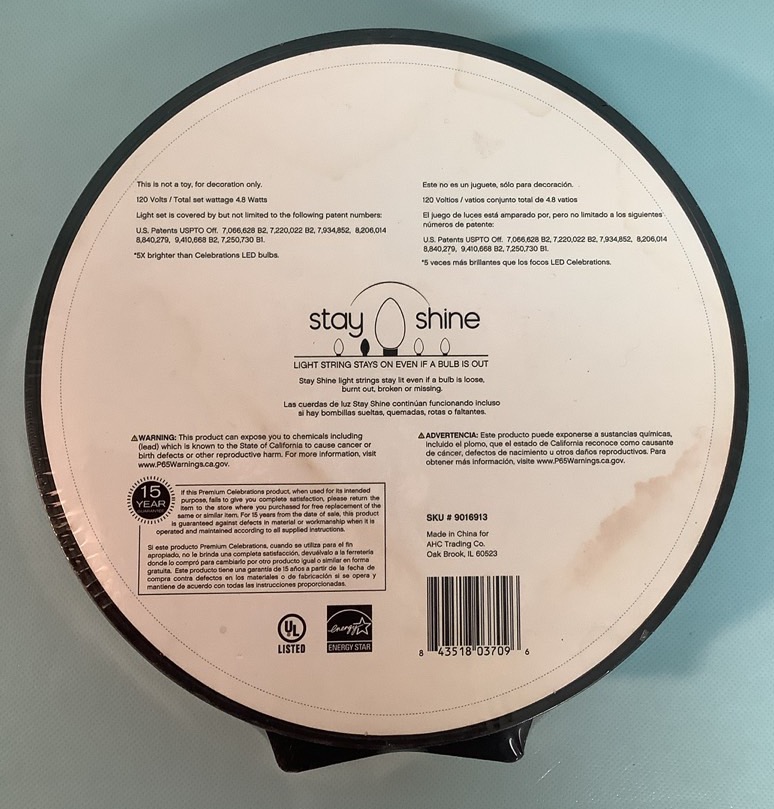 This is not a toy, for decoration only.
120 Volts / Total set wattage 4.8 Watts
Light set is covered by but not limited to the following patent numbers:
U.S. Patents USPTO Off. 7,066,628 B2, 7,220,022 B2, 7,934,852, 8,206,014
8,840,279, 9,410,668 B2, 7,250,730 B1.
*5X brighter than Celebrations LED bulbs.
Este no es un juguete, sólo para decoración.
120 Voltios / vatios conjunto total de 4.8 vatios
El juego de luces está amparado por, pero no limitado a los siguientes
números de patente:
U.S. Patents USPTO Off. 7,066,628 B2, 7,220,022 B2, 7,934,852, 8,206,014
8,840,279, 9,410,668 B2, 7,250,730 B1.
*5 veces más brillantes que los focos LED Celebrations.
stay shine
LIGHT STRING STAYS ON EVEN IF A BULB IS OUT
Stay Shine light strings stay lit even if a bulb is loose,
burnt out, broken or missing.
Las cuerdas de luz Stay Shine continúan funcionando incluso
si hay bombillas sueltas, quemadas, rotas o faltantes.
⚠WARNING: This product can expose you to chemicals including
(lead) which is known to the State of California to cause cancer or
birth defects or other reproductive harm. For more information, visit
www.P65Warnings.ca.gov.
⚠ADVERTENCIA: Este producto puede exponerse a sustancias químicas,
incluido el plomo, que el estado de California reconoce como causante
de cáncer, defectos de nacimiento u otros daños reproductivos. Para
obtener más información, visite www.P65Warnings.ca.gov.
15
YEAR
GUARANTEE
If this Premium Celebrations product, when used for its intended
purpose, fails to give you complete satisfaction, please return the
item to the store where you purchased for free replacement of the
same or similar item. For 15 years from the date of sale, this product
is guaranteed against defects in material or workmanship when it is
operated and maintained according to all supplied instructions.
Si este producto Premium Celebrations, cuando se utiliza para el fin
apropiado, no le brinda una completa satisfacción, devuélvalo a la ferretería
donde lo compró para cambiarlo por otro producto igual o similar en forma
gratuita. Este producto tiene una garantía de 15 años a partir de la fecha de
compra contra defectos en los materiales o de fabricación si se opera y
mantiene de acuerdo con todas las instrucciones proporcionadas.
SKU # 9016913
Made in China for
AHC Trading Co.
Oak Brook, IL 60523
UL
LISTED
energy
ENERGY STAR
8 43518 03709 6